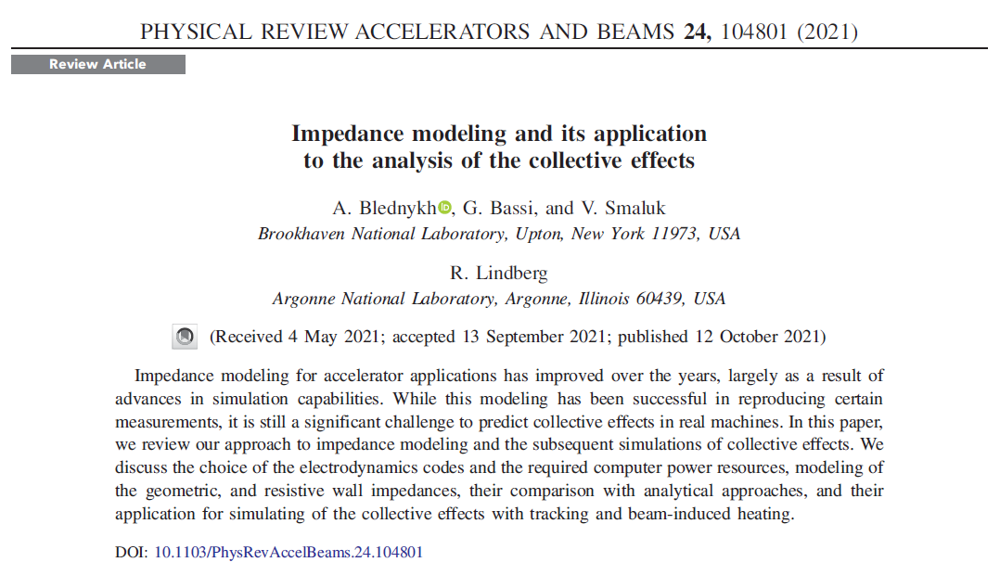 PHYSICAL REVIEW ACCELERATORS AND BEAMS 24, 104801 (2021)
Review Article
Impedance modeling and its application
to the analysis of the collective effects
A. Blednykh, G. Bassi, and V. Smaluk
Brookhaven National Laboratory, Upton, New York 11973, USA
R. Lindberg
Argonne National Laboratory, Argonne, Illinois 60439, USA
(Received 4 May 2021; accepted 13 September 2021; published 12 October 2021)
Impedance modeling for accelerator applications has improved over the years, largely as a result of
advances in simulation capabilities. While this modeling has been successful in reproducing certain
measurements, it is still a significant challenge to predict collective effects in real machines. In this paper,
we review our approach to impedance modeling and the subsequent simulations of collective effects. We
discuss the choice of the electrodynamics codes and the required computer power resources, modeling of
the geometric, and resistive wall impedances, their comparison with analytical approaches, and their
application for simulating of the collective effects with tracking and beam-induced heating.
DOI: 10.1103/PhysRevAccelBeams.24.104801